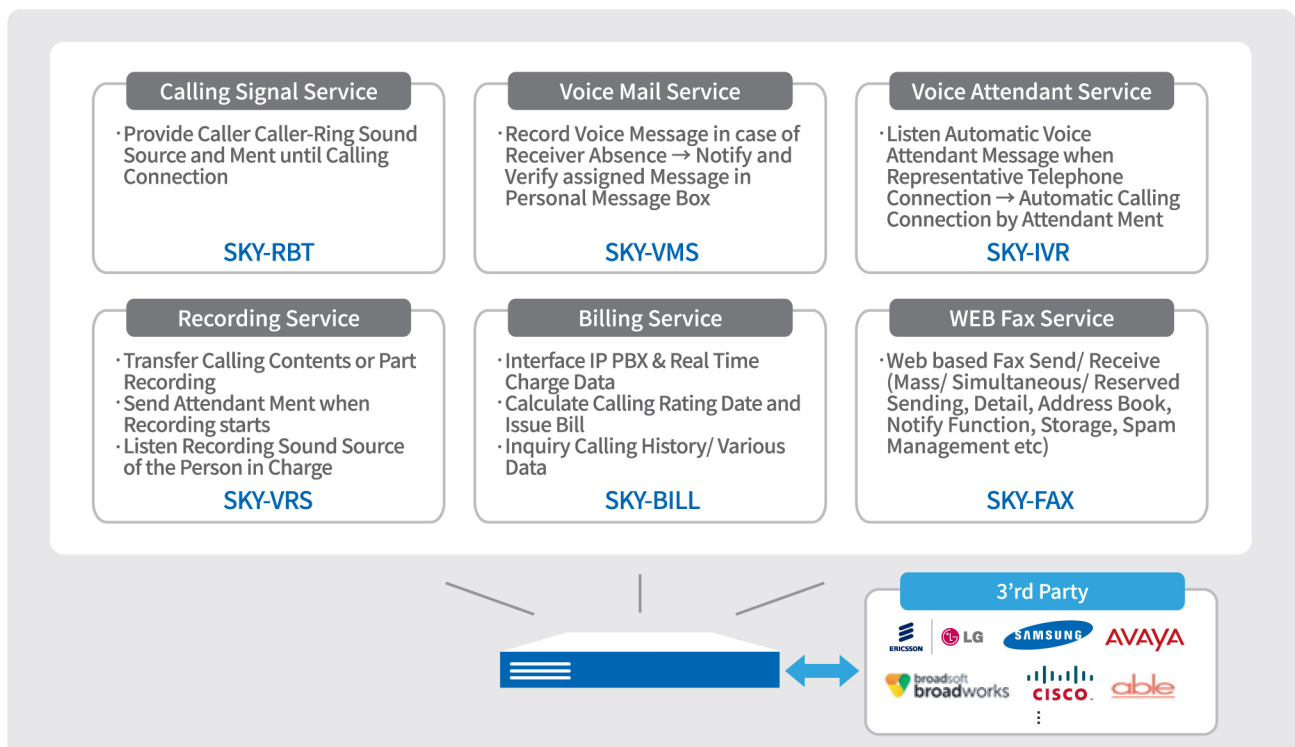 Calling Signal Service
·Provide Caller Caller-Ring Sound
Source and Ment until Calling
Connection
SKY-RBT
Voice Mail Service
·Record Voice Message in case of
Receiver Absence → Notify and
Verify assigned Message in
Personal Message Box
SKY-VMS
Voice Attendant Service
·Listen Automatic Voice
Attendant Message when
Representative Telephone
Connection → Automatic Calling
Connection by Attendant Ment
SKY-IVR
Recording Service
·Transfer Calling Contents or Part
Recording
·Send Attendant Ment when
Recording starts
·Listen Recording Sound Source
of the Person in Charge
SKY-VRS
Billing Service
·Interface IP PBX & Real Time
Charge Data
·Calculate Calling Rating Date and
Issue Bill
·Inquiry Calling History/ Various
Data
SKY-BILL
WEB Fax Service
·Web based Fax Send/ Receive
(Mass/ Simultaneous/ Reserved
Sending, Detail, Address Book,
Notify Function, Storage, Spam
Management etc)
SKY-FAX
3'rd Party
ERICSSON
LG
SAMSUNG
AVAYA
broadsoft
broadworks
CISCO
able
⋮